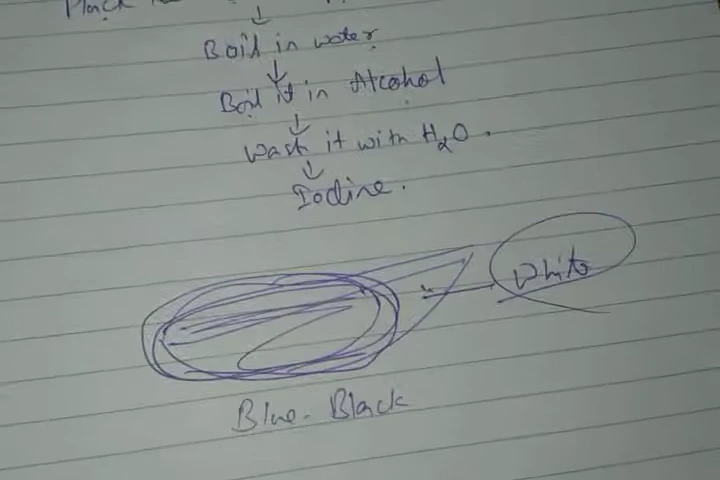 Boil in water
↓
Boil it in Alcohol
↓
Wash it with H₂O.
↓
Iodine.
White
Blue-Black